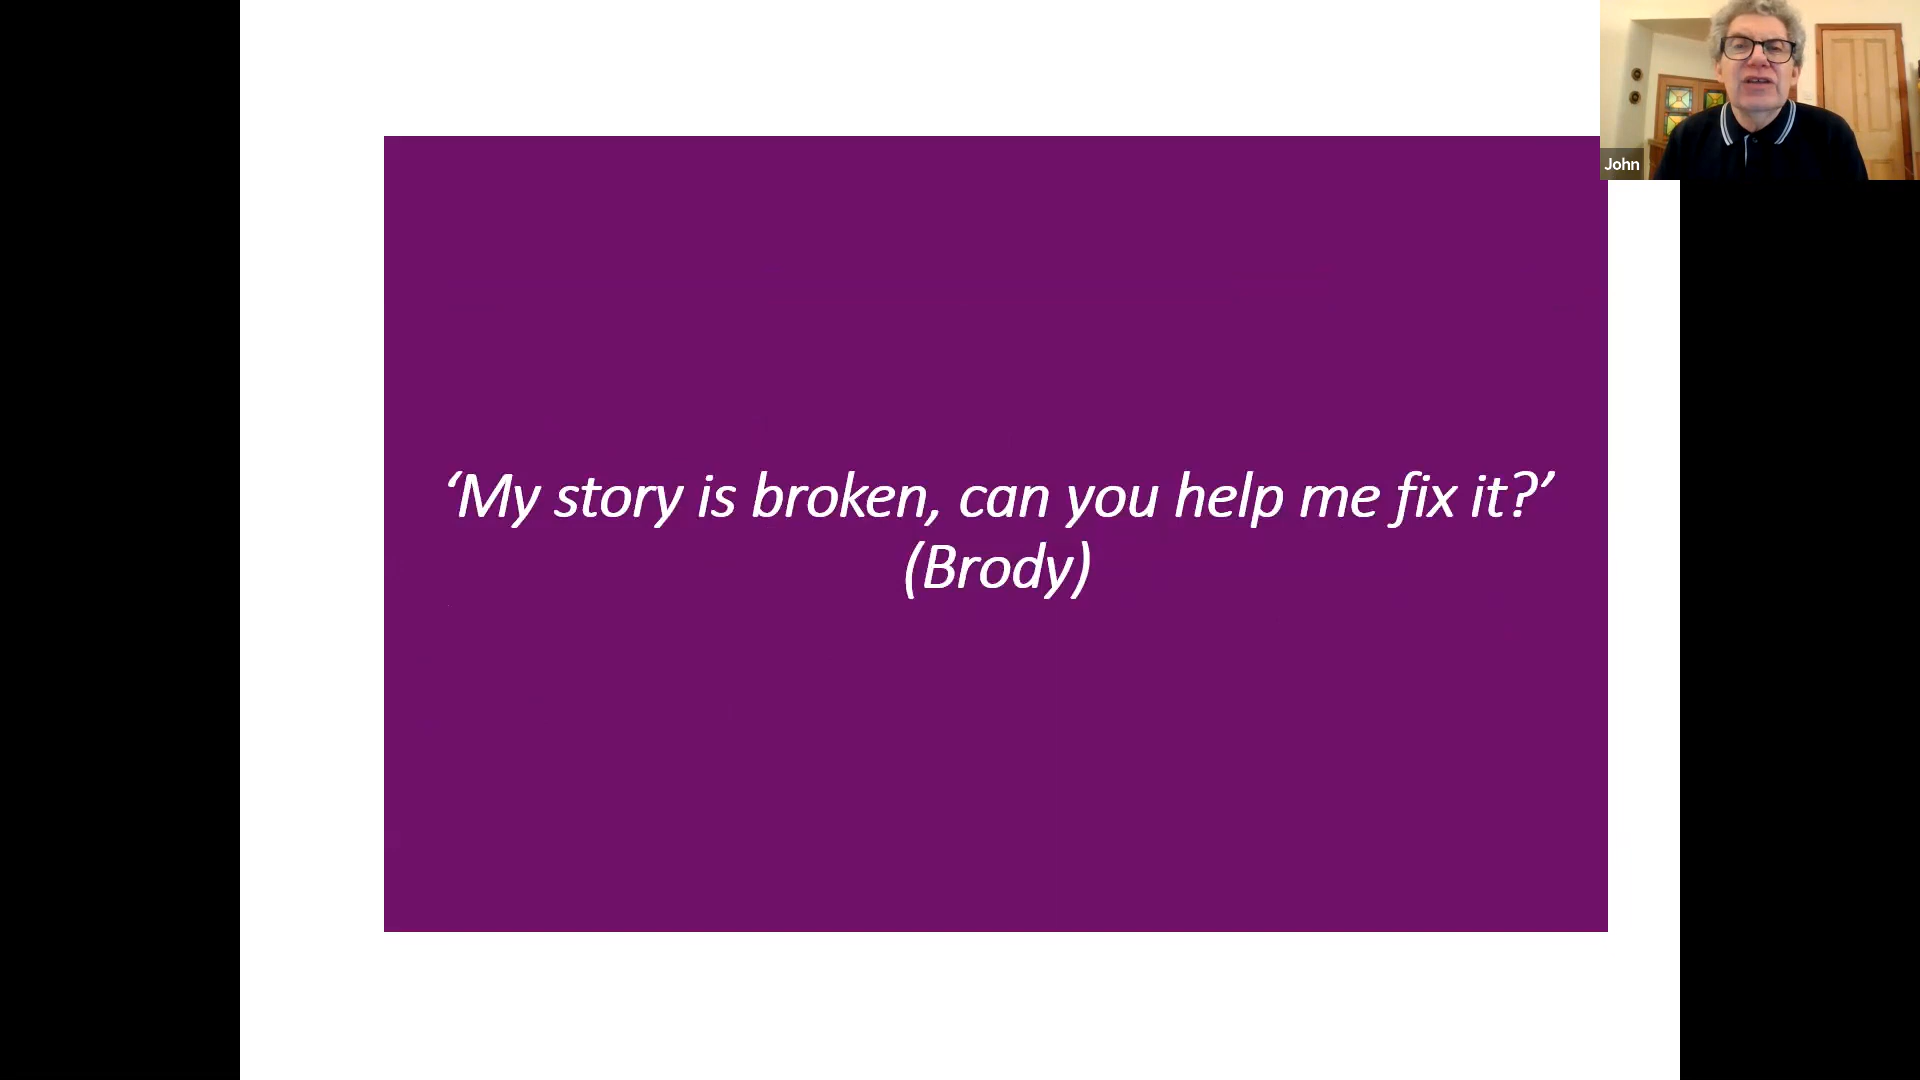 ‘My story is broken, can you help me fix it?’
(Brody)
John